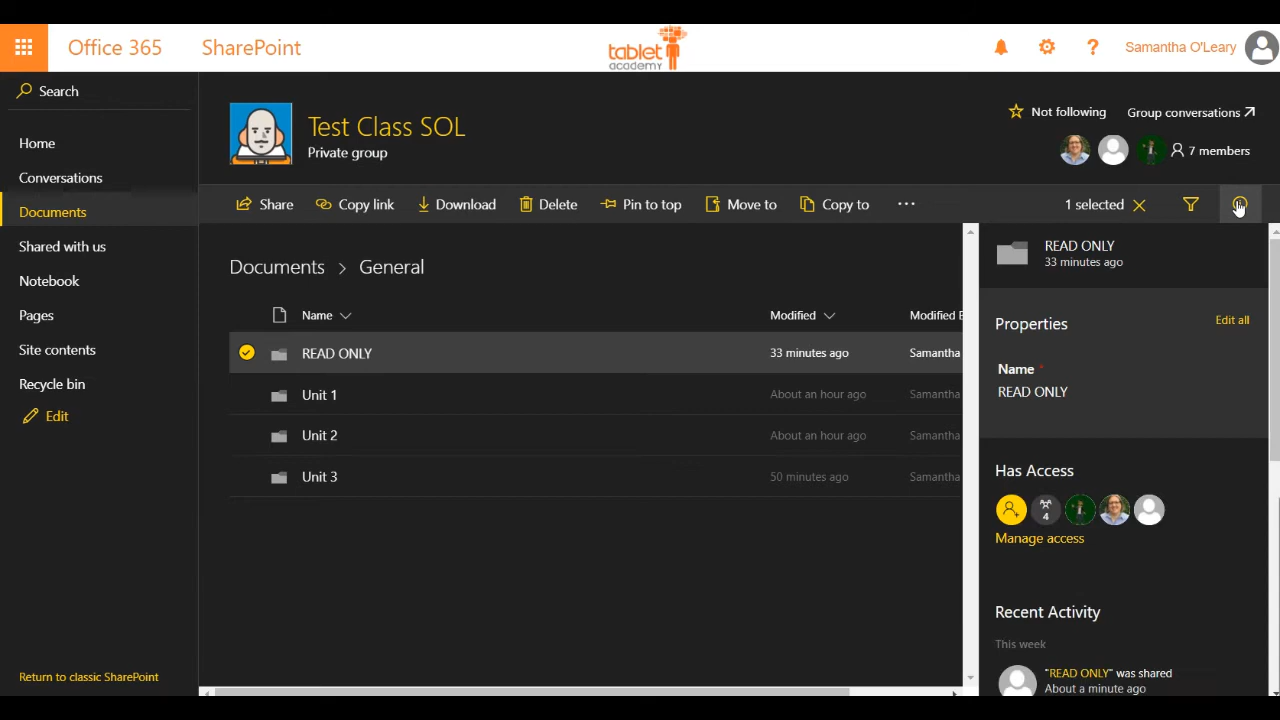 Office 365
SharePoint
tablet
academy
Samantha O'Leary
Search
Home
Conversations
Documents
Shared with us
Notebook
Pages
Site contents
Recycle bin
Edit
Return to classic SharePoint
Test Class SOL
Private group
Not following
Group conversations
7 members
Share
Copy link
Download
Delete
Pin to top
Move to
Copy to
1 selected
Documents > General
Name Modified Modified B
READ ONLY 33 minutes ago Samantha
Unit 1 About an hour ago Samantha
Unit 2 About an hour ago Samantha
Unit 3 50 minutes ago Samantha
READ ONLY
33 minutes ago
Properties
Edit all
Name *
READ ONLY
Has Access
4
Manage access
Recent Activity
This week
"READ ONLY" was shared
About a minute ago